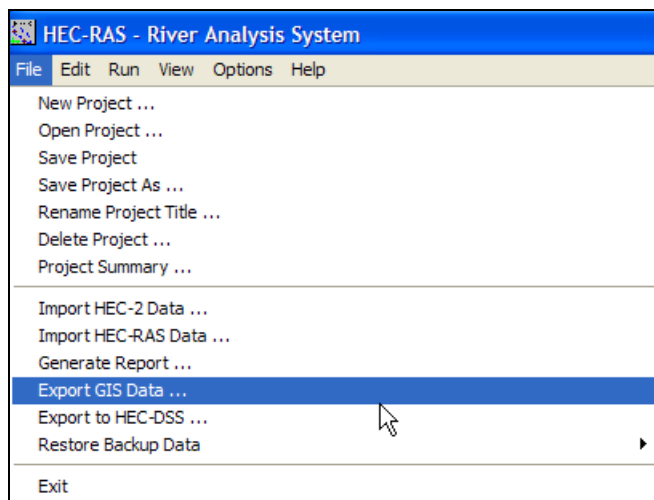 HEC-RAS - River Analysis System
File Edit Run View Options Help
New Project ...
Open Project ...
Save Project
Save Project As ...
Rename Project Title ...
Delete Project ...
Project Summary ...
Import HEC-2 Data ...
Import HEC-RAS Data ...
Generate Report ...
Export GIS Data ...
Export to HEC-DSS ...
Restore Backup Data
Exit